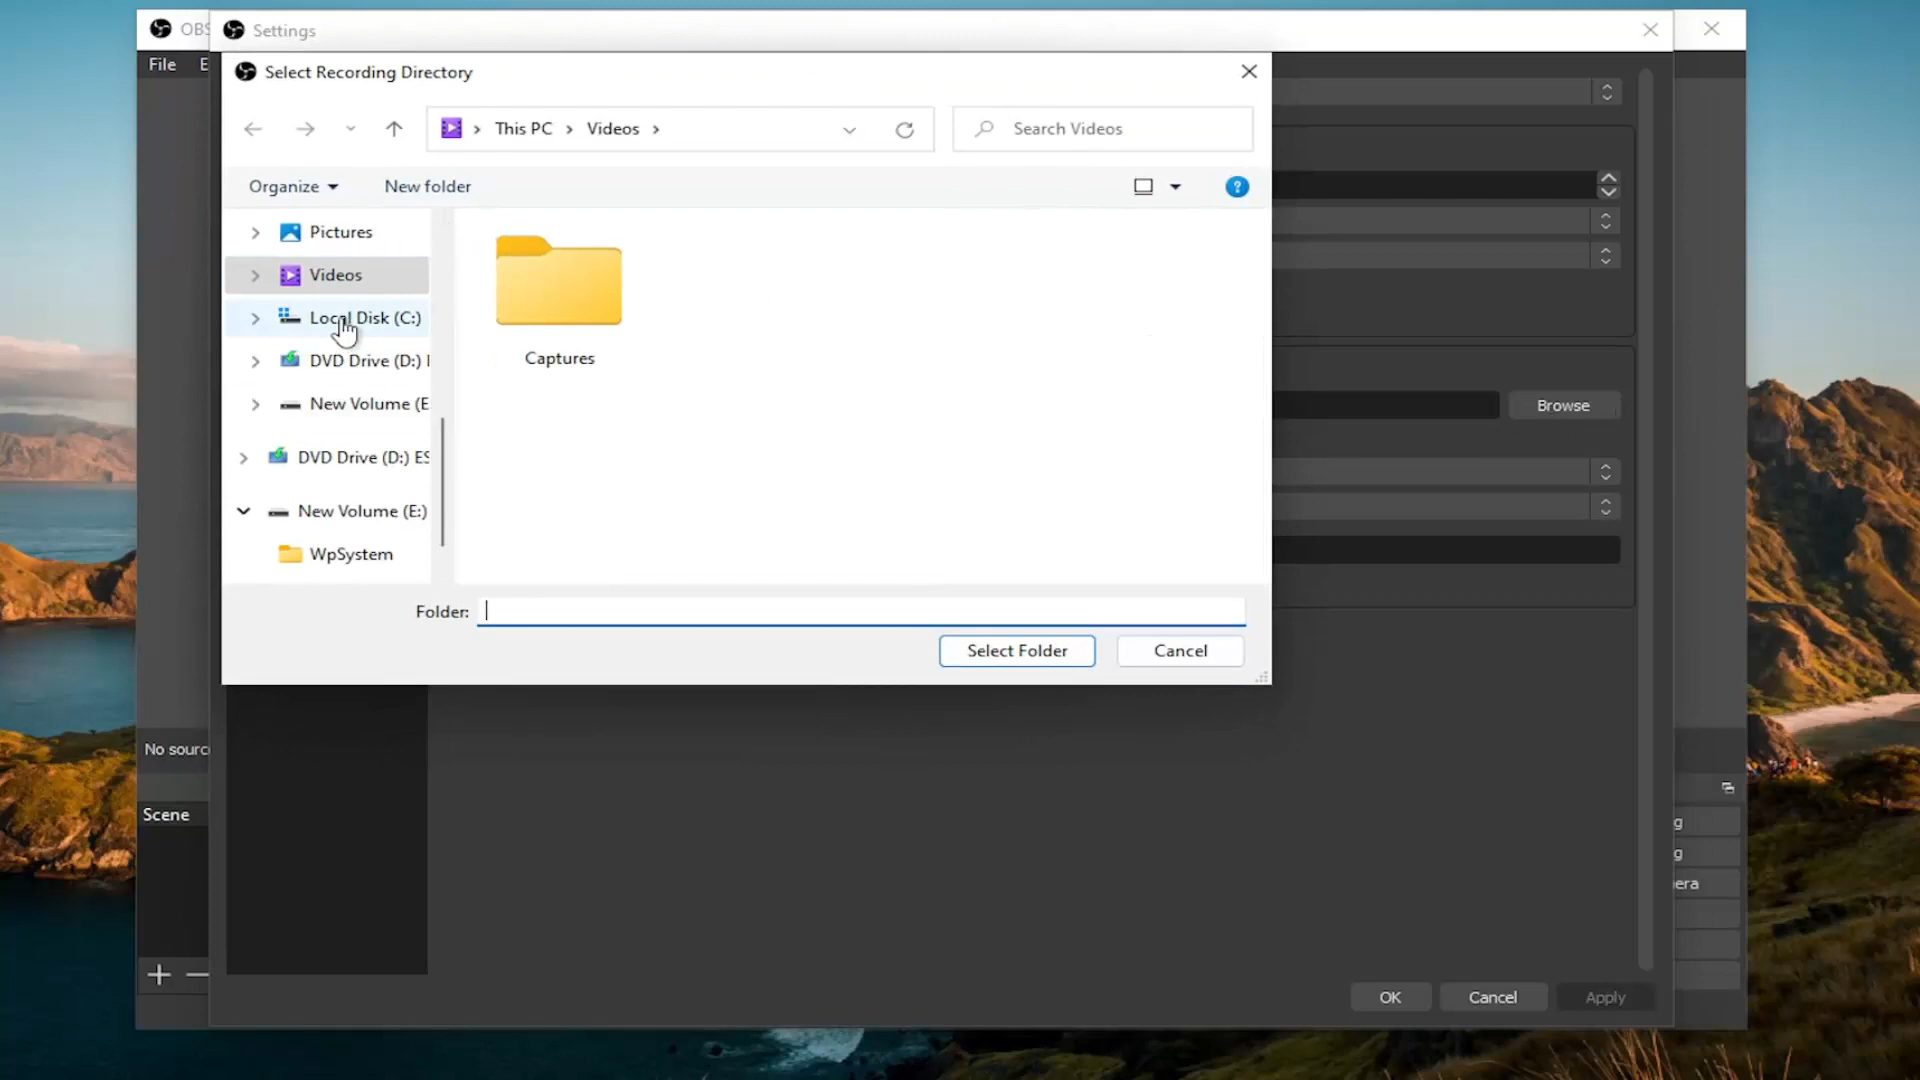 OBS
Settings
File
Select Recording Directory
This PC
Videos
Search Videos
Organize
New folder
Pictures
Videos
Local Disk (C:)
DVD Drive (D:)
New Volume (E
DVD Drive (D:) ES
New Volume (E:)
WpSystem
Captures
Browse
Folder:
Select Folder
Cancel
No sourc
Scene
g
g
era
OK
Cancel
Apply